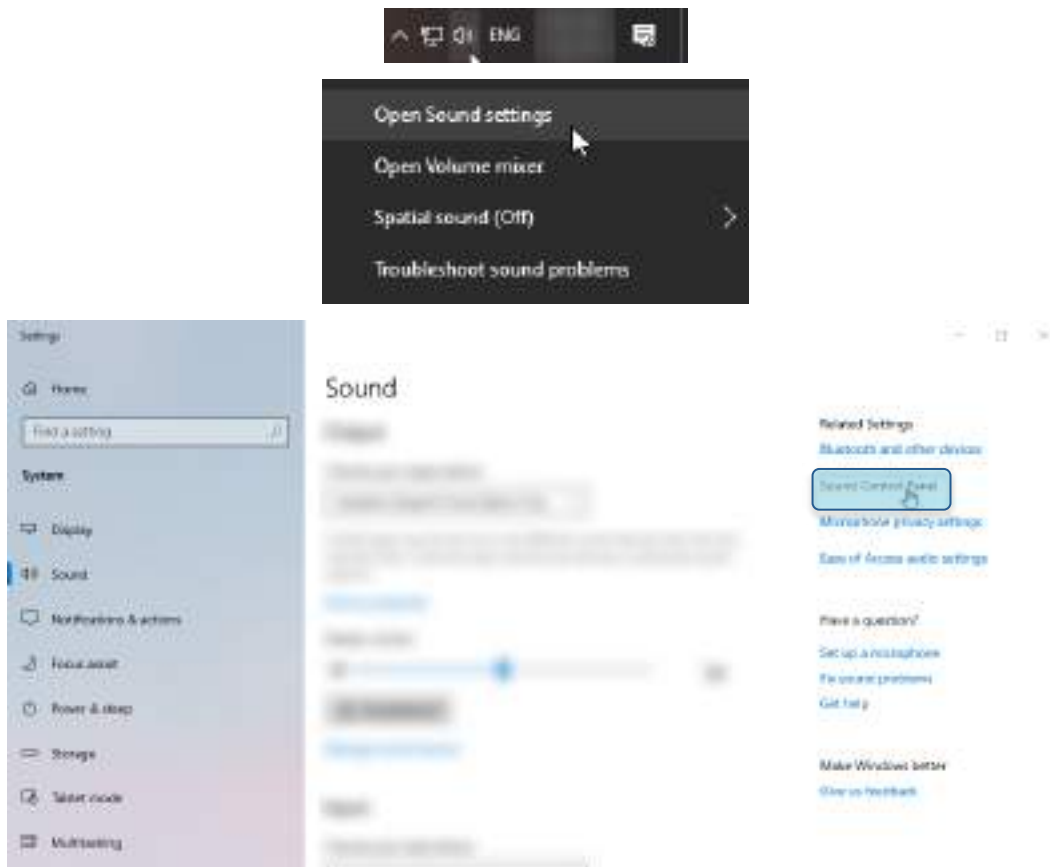 ENG
Open Sound settings
Open Volume mixer
Spatial sound (Off)
Troubleshoot sound problems
Settings
Home
Find a setting
System
Display
Sound
Notifications & actions
Focus assist
Power & sleep
Storage
Tablet mode
Multitasking
Sound
Related Settings
Bluetooth and other devices
Sound Control Panel
Microphone privacy settings
Ease of Access audio settings
Have a question?
Set up a microphone
Fix sound problems
Get help
Make Windows better
Give us feedback